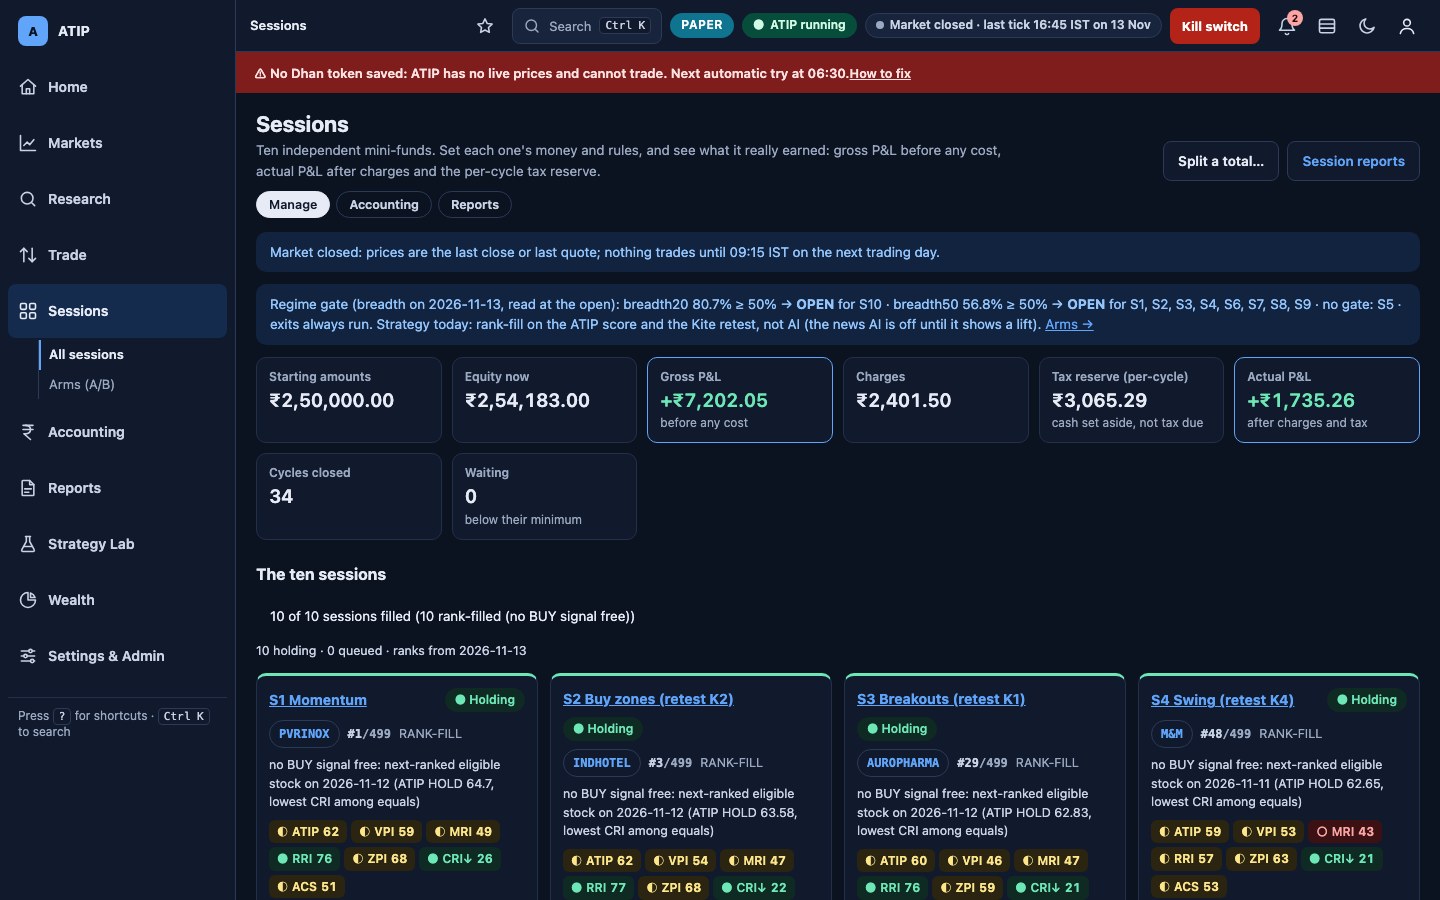 A ATIP
Sessions
Search Ctrl K
PAPER
ATIP running
Market closed · last tick 16:45 IST on 13 Nov
Kill switch
2
Home
Markets
Research
Trade
Sessions
All sessions
Arms (A/B)
Accounting
Reports
Strategy Lab
Wealth
Settings & Admin
Press ? for shortcuts · Ctrl K
to search
No Dhan token saved: ATIP has no live prices and cannot trade. Next automatic try at 06:30.How to fix
Sessions
Ten independent mini-funds. Set each one's money and rules, and see what it really earned: gross P&L before any cost,
actual P&L after charges and the per-cycle tax reserve.
Split a total...
Session reports
Manage Accounting Reports
Market closed: prices are the last close or last quote; nothing trades until 09:15 IST on the next trading day.
Regime gate (breadth on 2026-11-13, read at the open): breadth20 80.7% ≥ 50% → OPEN for S10 · breadth50 56.8% ≥ 50% → OPEN for S1, S2, S3, S4, S6, S7, S8, S9 · no gate: S5 ·
exits always run. Strategy today: rank-fill on the ATIP score and the Kite retest, not AI (the news AI is off until it shows a lift). Arms →
Starting amounts
₹2,50,000.00
Equity now
₹2,54,183.00
Gross P&L
+₹7,202.05
before any cost
Charges
₹2,401.50
Tax reserve (per-cycle)
₹3,065.29
cash set aside, not tax due
Actual P&L
+₹1,735.26
after charges and tax
Cycles closed
34
Waiting
0
below their minimum
The ten sessions
10 of 10 sessions filled (10 rank-filled (no BUY signal free))
10 holding · 0 queued · ranks from 2026-11-13
S1 Momentum
Holding
PVRINOX #1/499 RANK-FILL
no BUY signal free: next-ranked eligible
stock on 2026-11-12 (ATIP HOLD 64.7,
lowest CRI among equals)
ATIP 62 VPI 59 MRI 49
RRI 76 ZPI 68 CRI↓ 26
ACS 51
S2 Buy zones (retest K2)
Holding
INDHOTEL #3/499 RANK-FILL
no BUY signal free: next-ranked eligible
stock on 2026-11-12 (ATIP HOLD 63.58,
lowest CRI among equals)
ATIP 62 VPI 54 MRI 47
RRI 77 ZPI 68 CRI↓ 22
S3 Breakouts (retest K1)
Holding
AUROPHARMA #29/499 RANK-FILL
no BUY signal free: next-ranked eligible
stock on 2026-11-12 (ATIP HOLD 62.83,
lowest CRI among equals)
ATIP 60 VPI 46 MRI 47
RRI 76 ZPI 59 CRI↓ 21
S4 Swing (retest K4)
Holding
M&M #48/499 RANK-FILL
no BUY signal free: next-ranked eligible
stock on 2026-11-11 (ATIP HOLD 62.65,
lowest CRI among equals)
ATIP 59 VPI 53 MRI 43
RRI 57 ZPI 63 CRI↓ 21
ACS 53